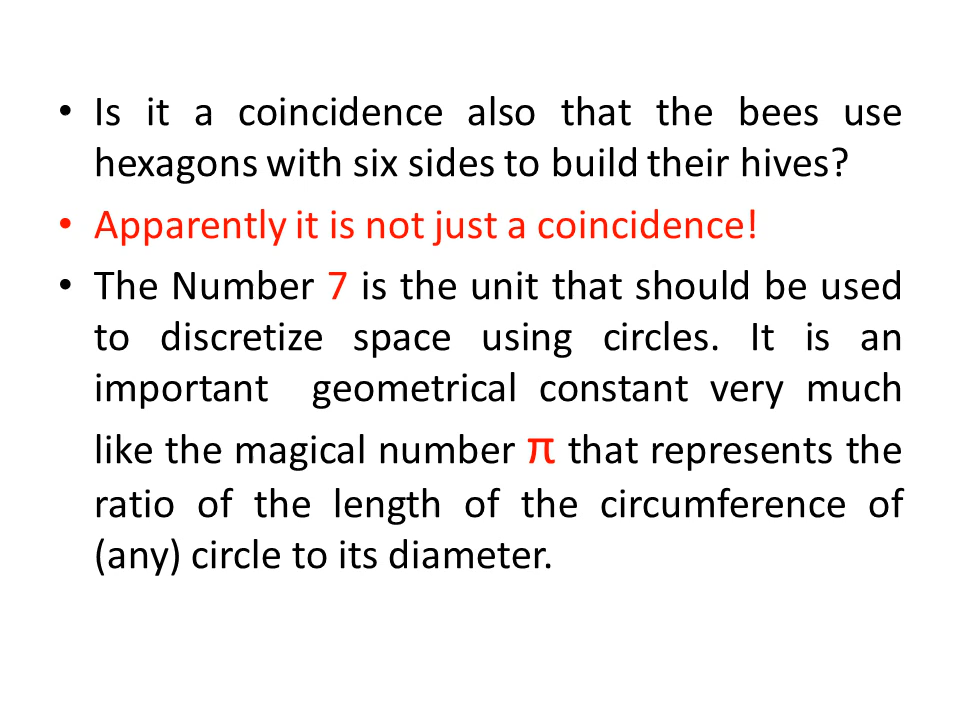 • Is it a coincidence also that the bees use
hexagons with six sides to build their hives?
• Apparently it is not just a coincidence!
• The Number 7 is the unit that should be used
to discretize space using circles. It is an
important geometrical constant very much
like the magical number π that represents the
ratio of the length of the circumference of
(any) circle to its diameter.